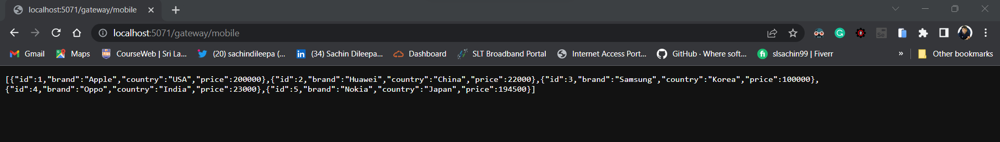 localhost:5071/gateway/mobile
localhost:5071/gateway/mobile
Gmail Maps CourseWeb | Sri La... (20) sachindileepa (... (34) Sachin Dileepa... Dashboard SLT Broadband Portal Internet Access Port... GitHub · Where soft... slsachin99 | Fiverr » Other bookmarks
[{"id":1,"brand":"Apple","country":"USA","price":200000},{"id":2,"brand":"Huawei","country":"China","price":22000},{"id":3,"brand":"Samsung","country":"Korea","price":100000},
{"id":4,"brand":"Oppo","country":"India","price":23000},{"id":5,"brand":"Nokia","country":"Japan","price":194500}]